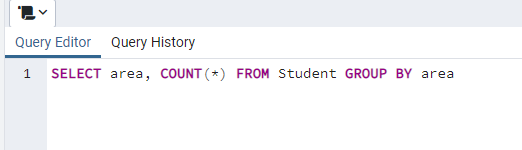 Query Editor Query History
1 SELECT area, COUNT(*) FROM Student GROUP BY area